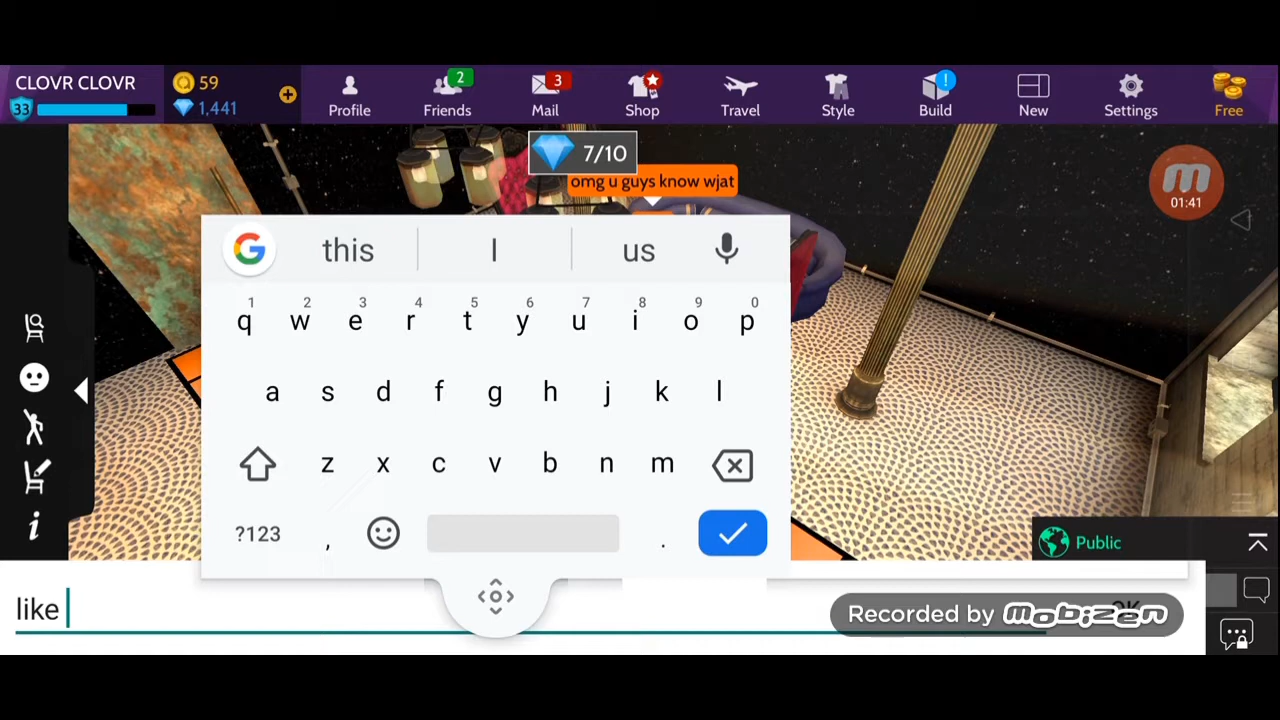 CLOVR CLOVR
33
59
1,441
Profile
2
Friends
3
Mail
Shop
Travel
Style
!
Build
New
Settings
Free
7/10
omg u guys know wjat
01:41
G
this I us
1 2 3 4 5 6 7 8 9 0
q w e r t y u i o p
a s d f g h j k l
z x c v b n m
?123 , .
Public
like
OK
Recorded by mobizen